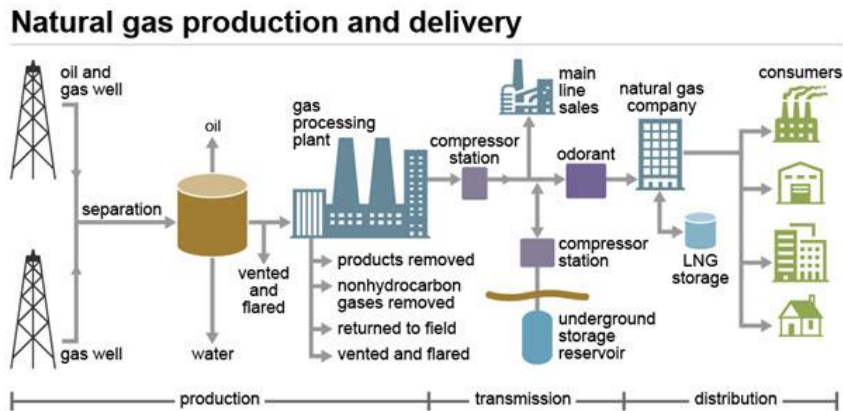 Natural gas production and delivery
oil and
gas well
oil
separation
gas well
water
vented
and
flared
gas
processing
plant
products removed
nonhydrocarbon
gases removed
returned to field
vented and flared
compressor
station
main
line
sales
odorant
compressor
station
underground
storage
reservoir
natural gas
company
LNG
storage
consumers
production
transmission
distribution